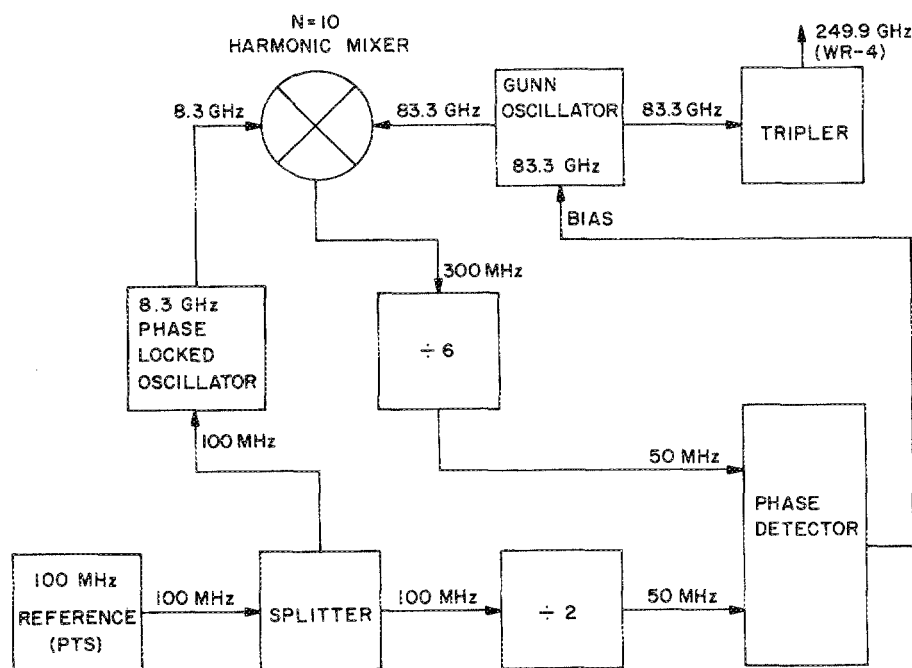 N=10
HARMONIC MIXER
249.9 GHz
(WR-4)
8.3 GHz
83.3 GHz
GUNN
OSCILLATOR
83.3 GHz
83.3 GHz
TRIPLER
BIAS
300 MHz
8.3 GHz
PHASE
LOCKED
OSCILLATOR
÷ 6
100 MHz
50 MHz
PHASE
DETECTOR
100 MHz
REFERENCE
(PTS)
100 MHz
SPLITTER
100 MHz
÷ 2
50 MHz